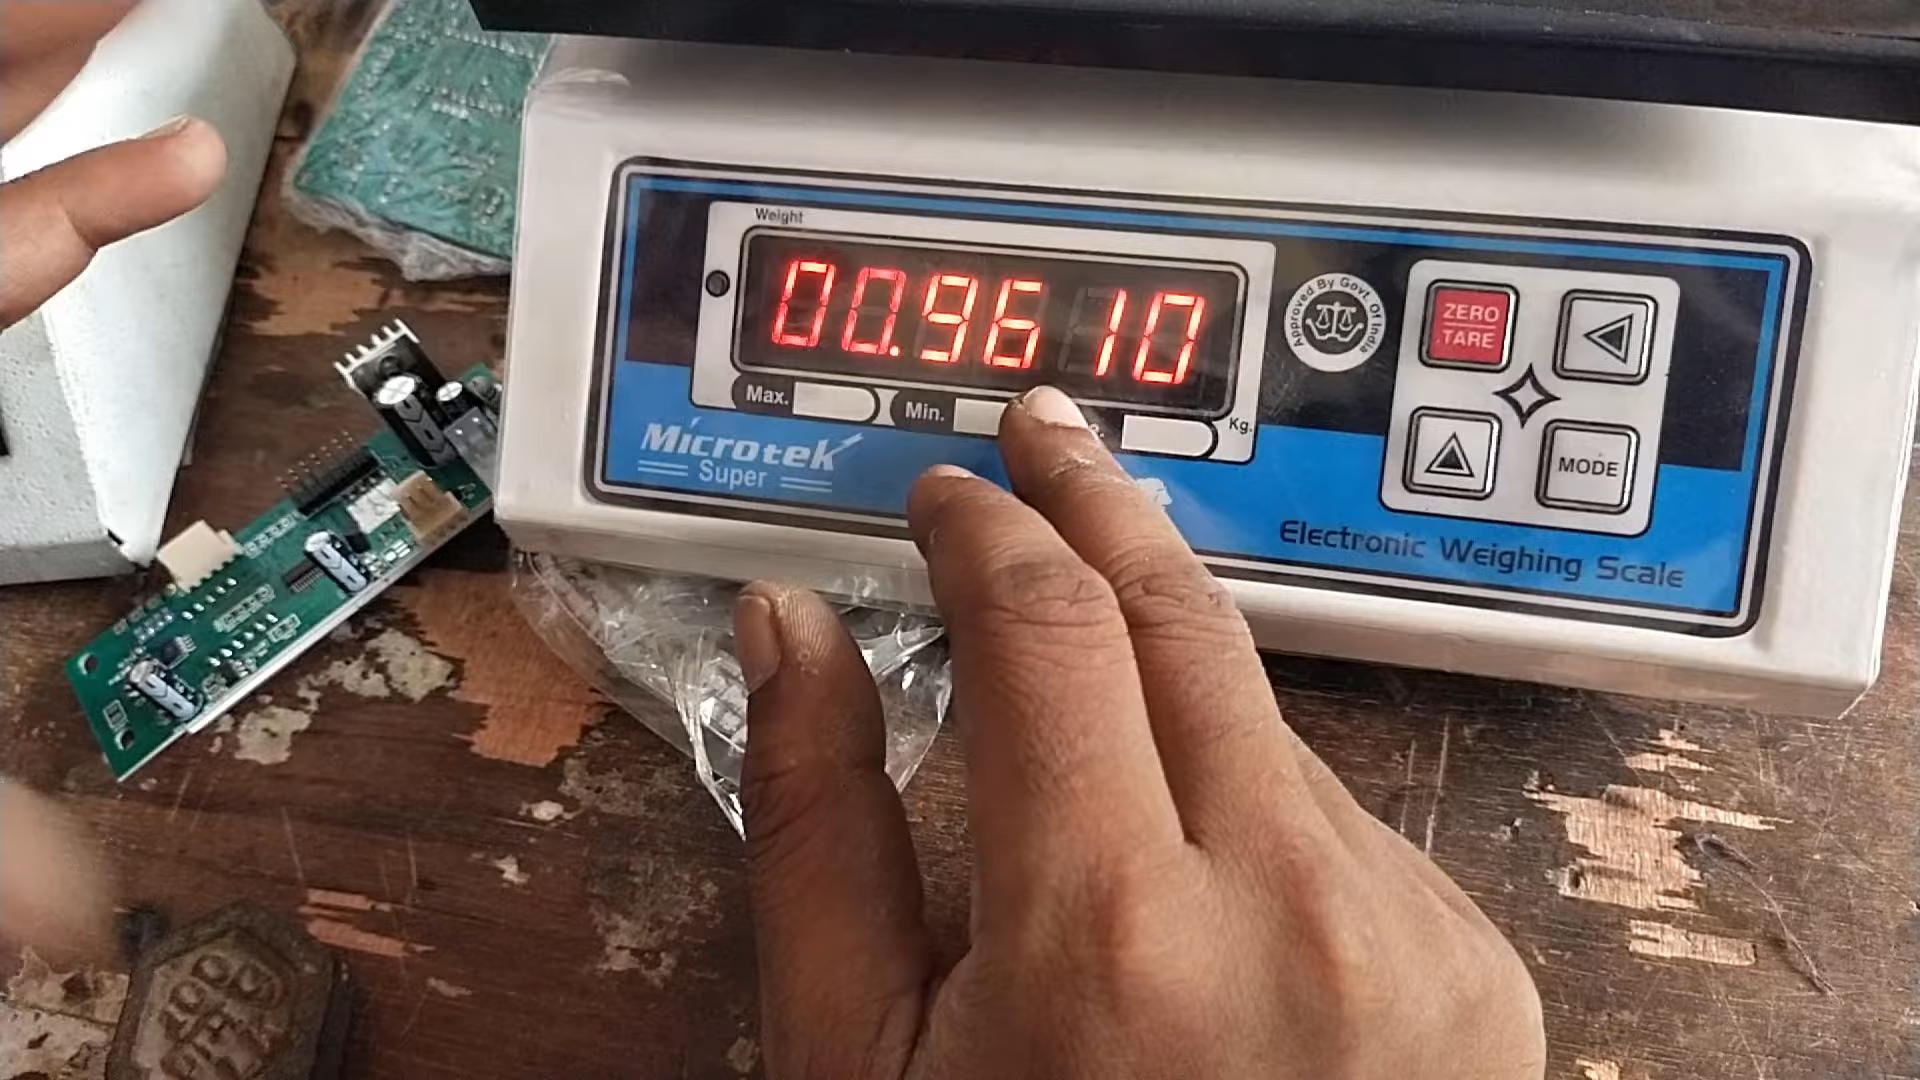 Weight
00.9610
Max.
Min.
Kg.
Microtek
Super
Approved By Govt. Of India
ZERO
TARE
MODE
Electronic Weighing Scale